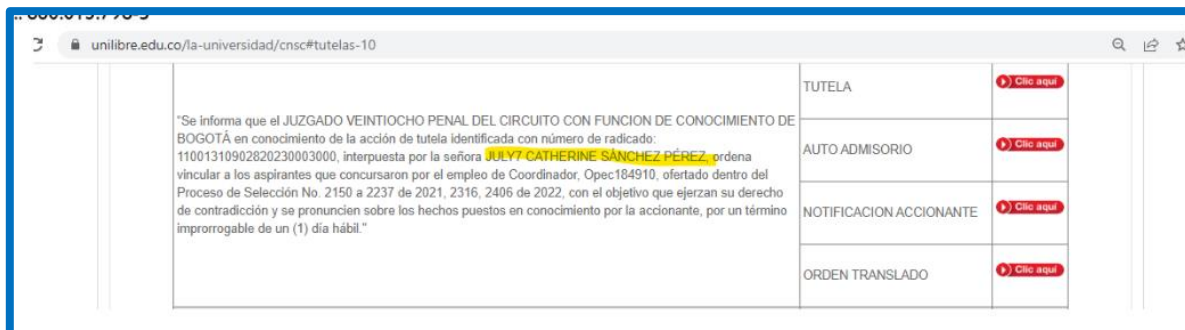 unilibre.edu.co/la-universidad/cnsc#tutelas-10
"Se informa que el JUZGADO VEINTIOCHO PENAL DEL CIRCUITO CON FUNCION DE CONOCIMIENTO DE
BOGOTÁ en conocimiento de la acción de tutela identificada con número de radicado:
11001310902820230003000, interpuesta por la señora JULY7 CATHERINE SÁNCHEZ PÉREZ, ordena
vincular a los aspirantes que concursaron por el empleo de Coordinador, Opec184910, ofertado dentro del
Proceso de Selección No. 2150 a 2237 de 2021, 2316, 2406 de 2022, con el objetivo que ejerzan su derecho
de contradicción y se pronuncien sobre los hechos puestos en conocimiento por la accionante, por un término
improrrogable de un (1) día hábil."
TUTELA
Clic aquí
AUTO ADMISORIO
Clic aquí
NOTIFICACION ACCIONANTE
Clic aquí
ORDEN TRANSLADO
Clic aquí